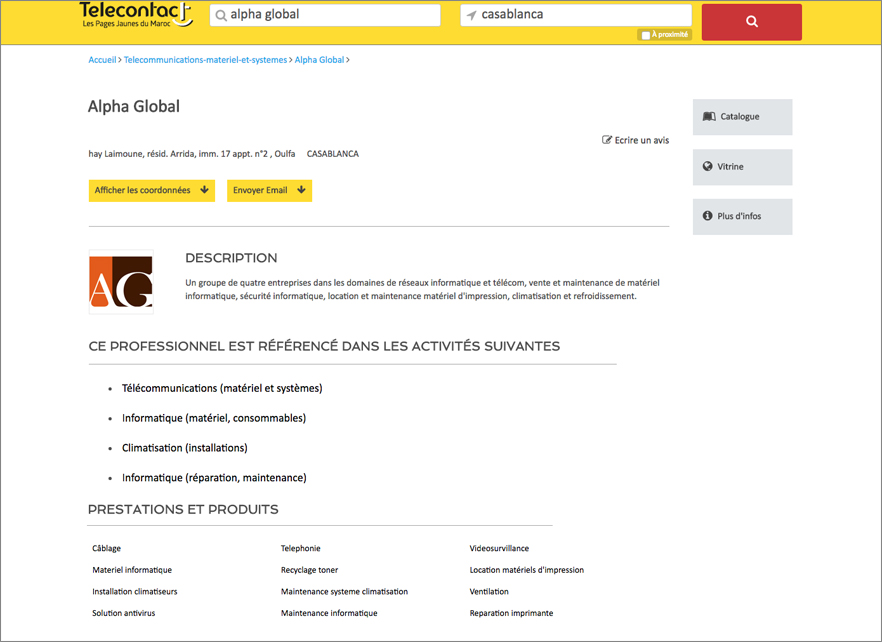 Telecontact
Les Pages Jaunes du Maroc
alpha global
casablanca
À proximité
Accueil > Telecommunications-materiel-et-systemes > Alpha Global >
Alpha Global
Ecrire un avis
hay Laimoune, résid. Arrida, imm. 17 appt. n°2 , Oulfa CASABLANCA
Afficher les coordonnées
Envoyer Email
Catalogue
Vitrine
Plus d'infos
AG
DESCRIPTION
Un groupe de quatre entreprises dans les domaines de réseaux informatique et télécom, vente et maintenance de matériel
informatique, sécurité informatique, location et maintenance matériel d'impression, climatisation et refroidissement.
CE PROFESSIONNEL EST RÉFÉRENCÉ DANS LES ACTIVITÉS SUIVANTES
• Télécommunications (matériel et systèmes)
• Informatique (matériel, consommables)
• Climatisation (installations)
• Informatique (réparation, maintenance)
PRESTATIONS ET PRODUITS
Câblage Telephonie Videosurvillance
Materiel informatique Recyclage toner Location matériels d'impression
Installation climatiseurs Maintenance systeme climatisation Ventilation
Solution antivirus Maintenance informatique Reparation imprimante